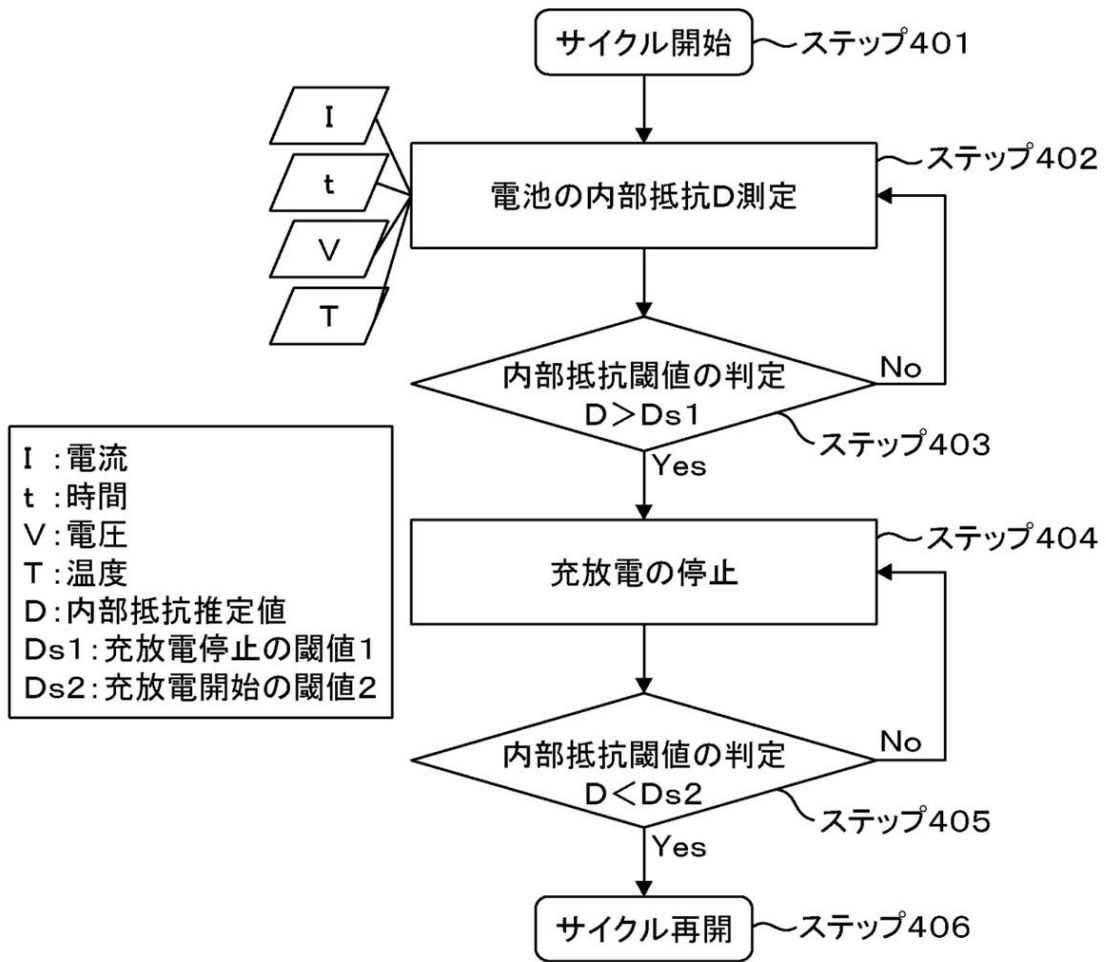 サイクル開始
ステップ401
I
t
V
T
電池の内部抵抗D測定
ステップ402
内部抵抗閾値の判定
D>Ds1
No
ステップ403
Yes
I:電流
t:時間
V:電圧
T:温度
D:内部抵抗推定値
Ds1:充放電停止の閾値1
Ds2:充放電開始の閾値2
充放電の停止
ステップ404
内部抵抗閾値の判定
D<Ds2
No
ステップ405
Yes
サイクル再開
ステップ406